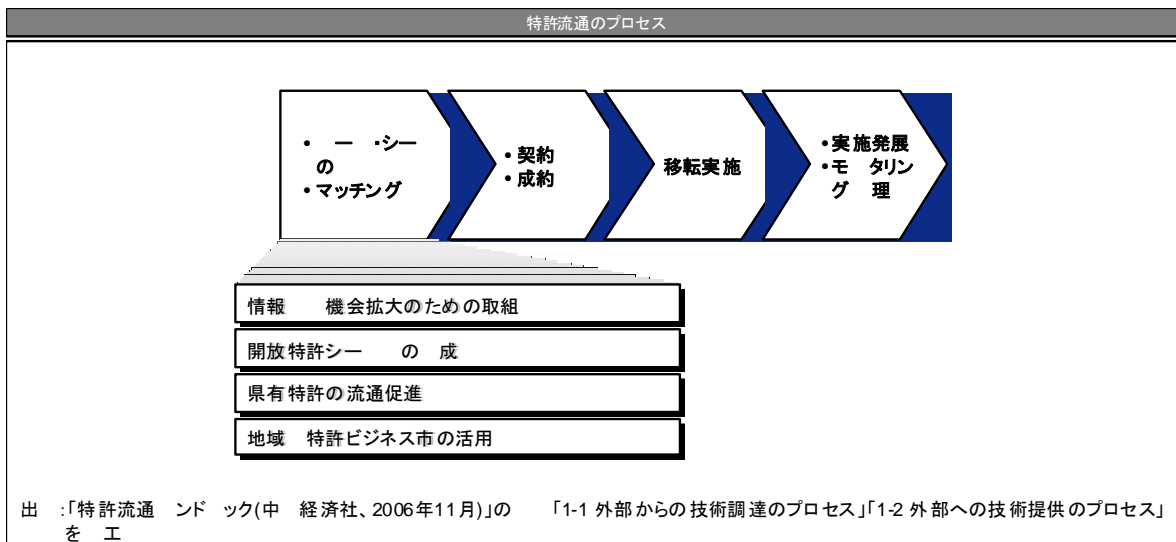 特許流通のプロセス
• ー ・シー
の
• マッチング
• 契約
• 成約
移転実施
• 実施発展
• モ タリン
グ 理
情報 機会拡大のための取組
開放特許シー の 成
県有特許の流通促進
地域 特許ビジネス市の活用
出 :「特許流通 ンド ック(中 経済社、2006年11月)」の 「1-1 外部からの技術調達のプロセス」「1-2 外部への技術提供のプロセス」
を 工